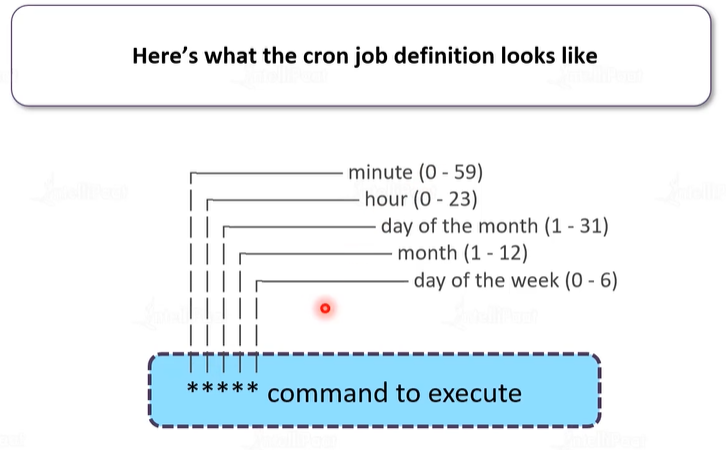 Here’s what the cron job definition looks like
minute (0 - 59)
hour (0 - 23)
day of the month (1 - 31)
month (1 - 12)
day of the week (0 - 6)
***** command to execute